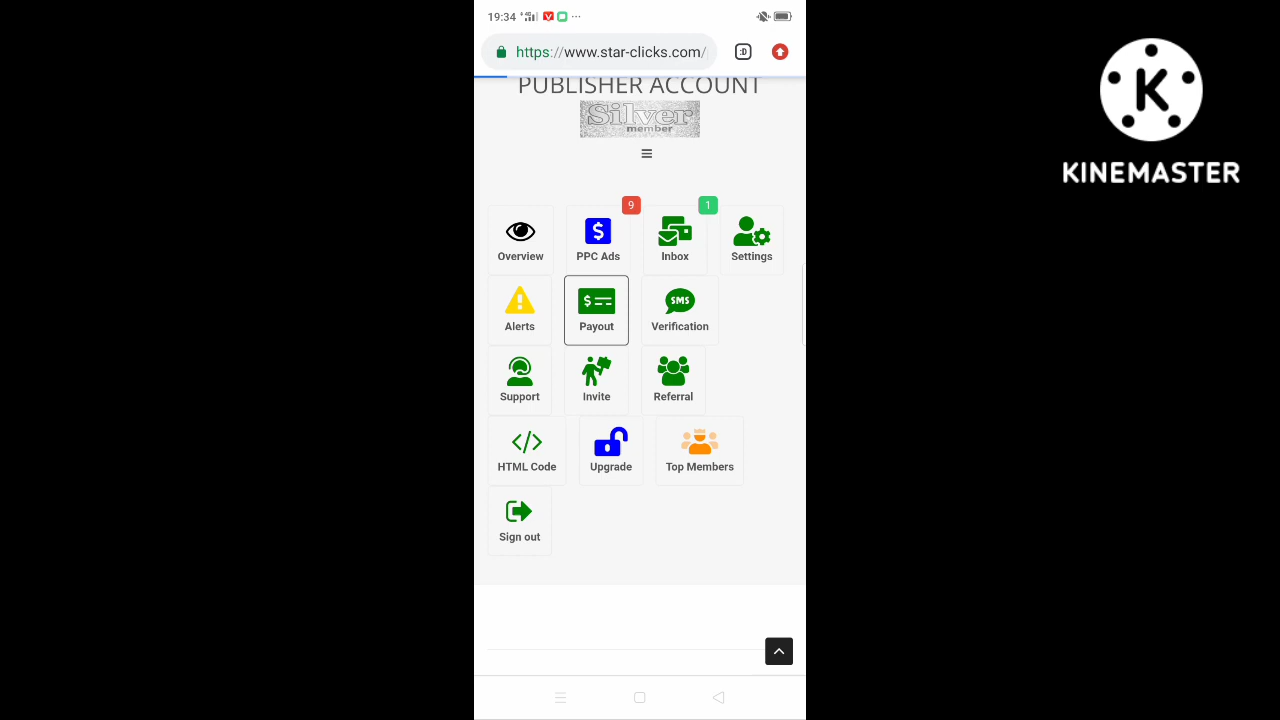 19:34 4G ...
https://www.star-clicks.com/ :D
PUBLISHER ACCOUNT
Silver
member
9 1
Overview PPC Ads Inbox Settings
SMS
Alerts Payout Verification
Support Invite Referral
HTML Code Upgrade Top Members
Sign out
K
KINEMASTER